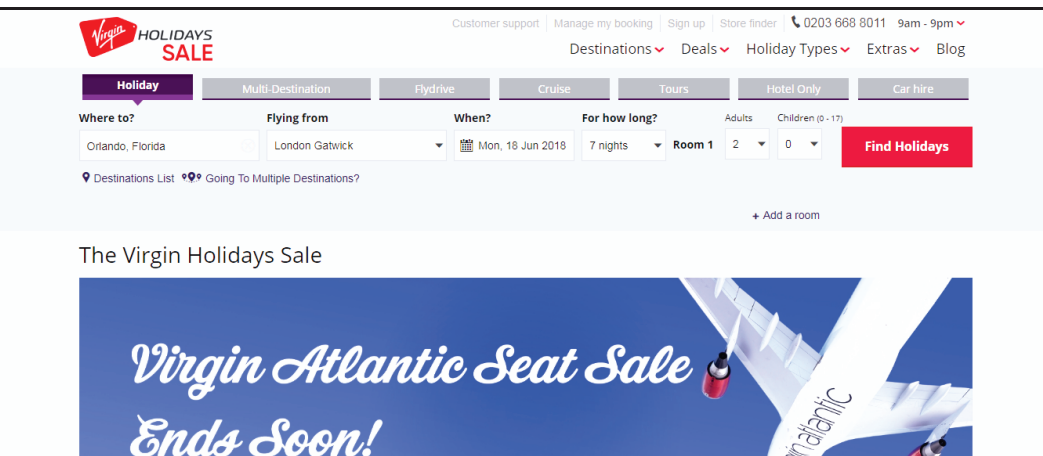 Virgin HOLIDAYS
SALE
Customer support Manage my booking Sign up Store finder 0203 668 8011 9am - 9pm
Destinations Deals Holiday Types Extras Blog
Holiday Multi-Destination Flydrive Cruise Tours Hotel Only Car hire
Where to? Flying from When? For how long? Adults Children (0 - 17)
Orlando, Florida London Gatwick Mon, 18 Jun 2018 7 nights Room 1 2 0 Find Holidays
Destinations List Going To Multiple Destinations?
+ Add a room
The Virgin Holidays Sale
Virgin Atlantic Seat Sale
Ends Soon!
atlantic